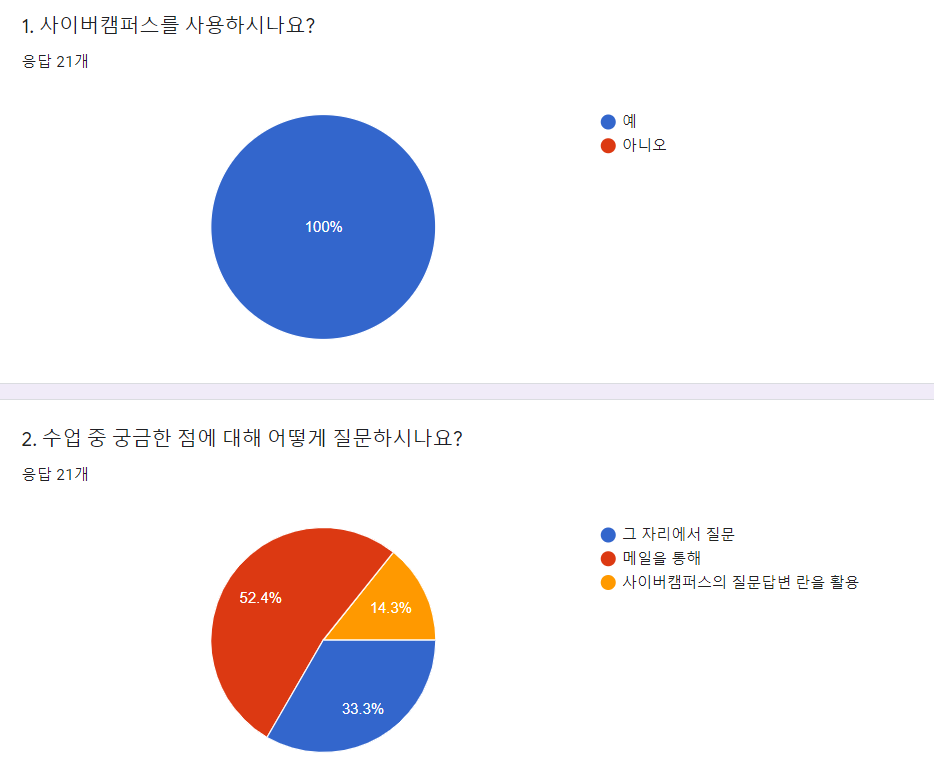 1. 사이버캠퍼스를 사용하시나요?
응답 21개
예
아니오
100%
2. 수업 중 궁금한 점에 대해 어떻게 질문하시나요?
응답 21개
그 자리에서 질문
메일을 통해
사이버캠퍼스의 질문답변 란을 활용
52.4%
14.3%
33.3%